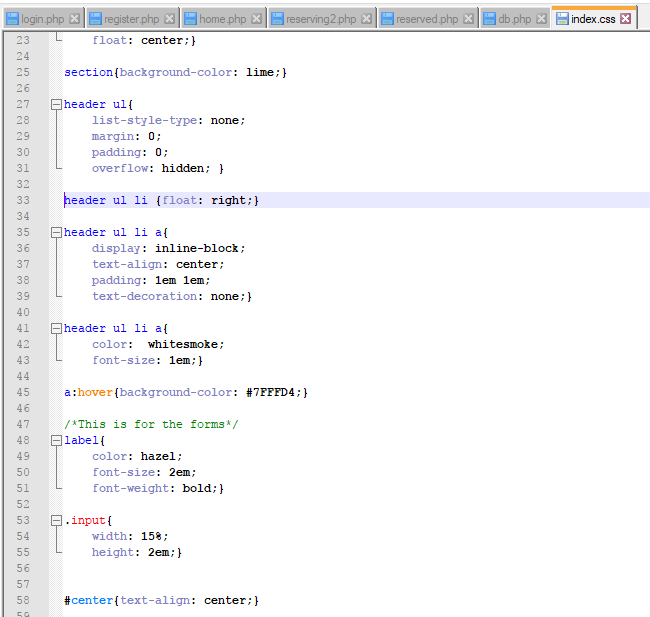 login.php register.php home.php reserving2.php reserved.php db.php index.css
23 float: center;}
24
25 section{background-color: lime;}
26
27 header ul{
28 list-style-type: none;
29 margin: 0;
30 padding: 0;
31 overflow: hidden; }
32
33 header ul li {float: right;}
34
35 header ul li a{
36 display: inline-block;
37 text-align: center;
38 padding: 1em 1em;
39 text-decoration: none;}
40
41 header ul li a{
42 color:  whitesmoke;
43 font-size: 1em;}
44
45 a:hover{background-color: #7FFFD4;}
46
47 /*This is for the forms*/
48 label{
49 color: hazel;
50 font-size: 2em;
51 font-weight: bold;}
52
53 .input{
54 width: 15%;
55 height: 2em;}
56
57
58 #center{text-align: center;}
59